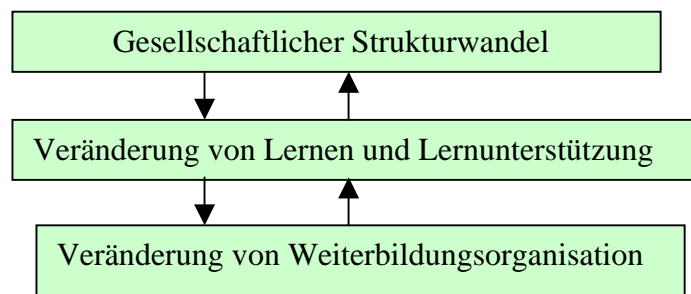 Gesellschaftlicher Strukturwandel
Veränderung von Lernen und Lernunterstützung
Veränderung von Weiterbildungsorganisation